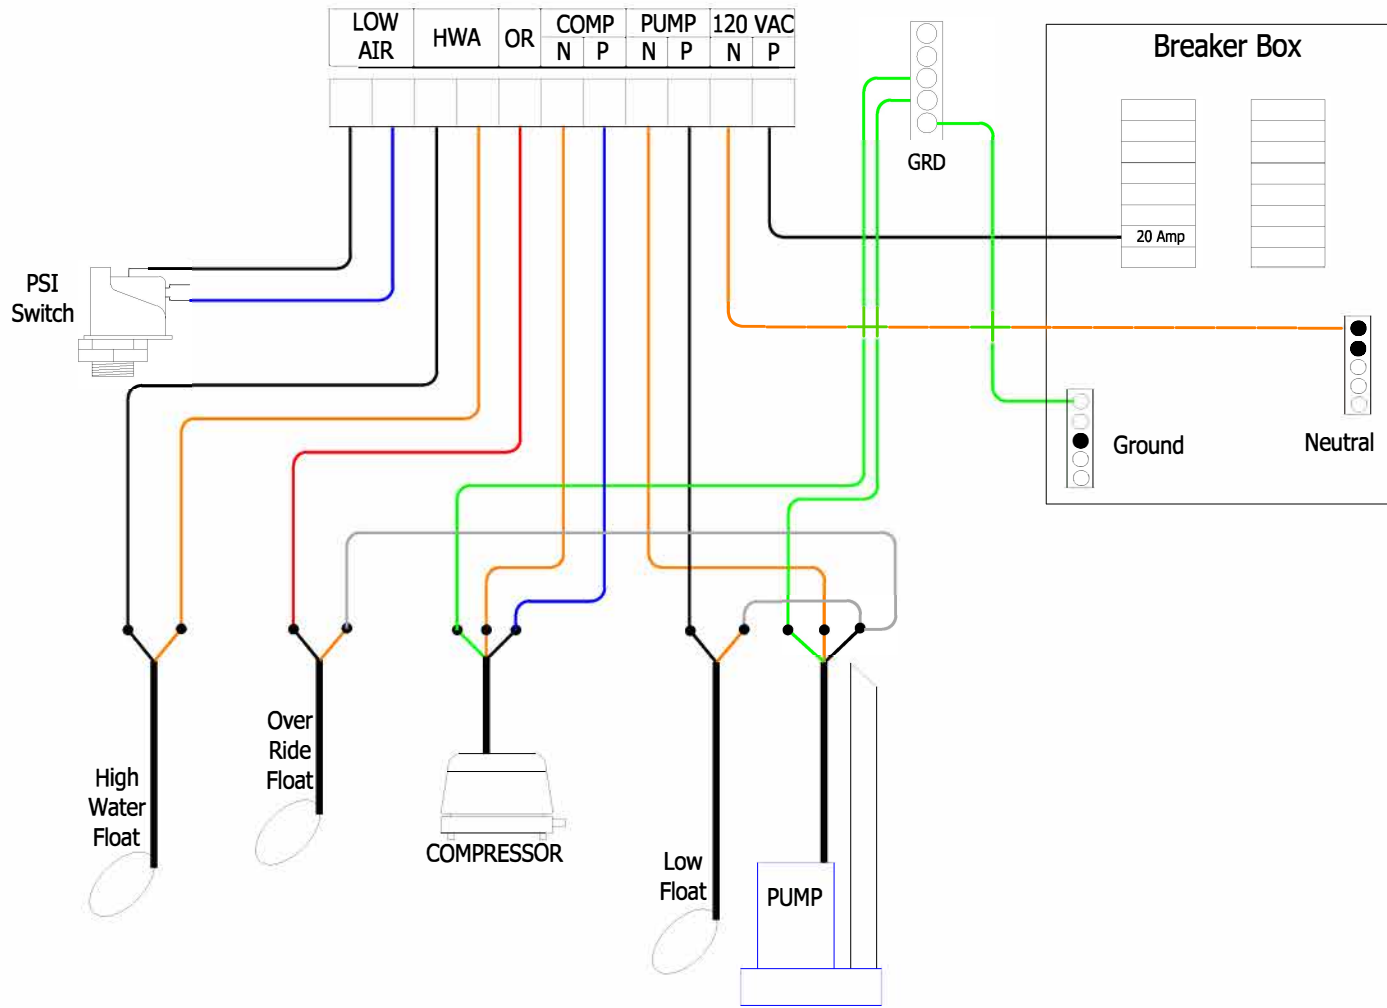 LOW AIR
HWA
OR
COMP
N P
PUMP
N P
120 VAC
N P
GRD
Breaker Box
20 Amp
Ground
Neutral
PSI
Switch
High
Water
Float
Over
Ride
Float
COMPRESSOR
Low
Float
PUMP